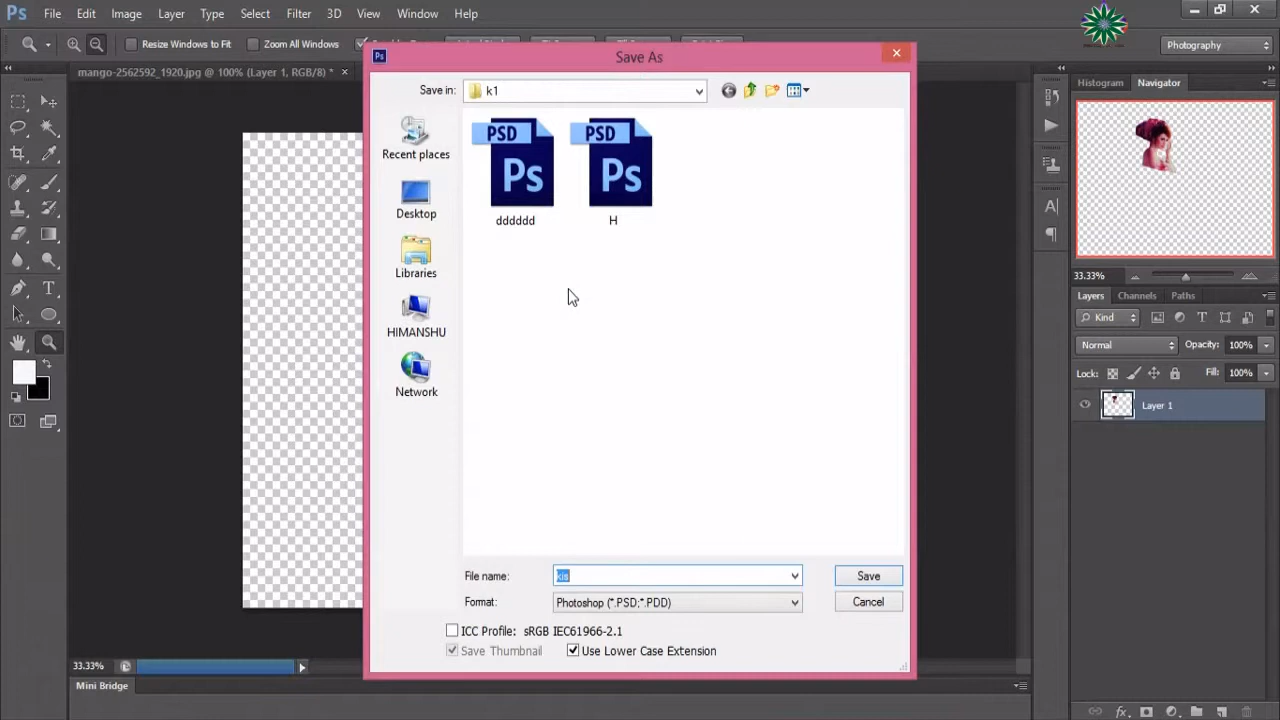 Ps File Edit Image Layer Type Select Filter 3D View Window Help
Resize Windows to Fit Zoom All Windows
Photography
mango-2562592_1920.jpg @ 100% (Layer 1, RGB/8) * ×
Save As
Save in: k1
Recent places
Desktop
Libraries
HIMANSHU
Network
PSD Ps
dddddd
PSD Ps
H
File name: kis
Save
Format: Photoshop (*.PSD;*.PDD)
Cancel
ICC Profile: sRGB IEC61966-2.1
Save Thumbnail
Use Lower Case Extension
Histogram Navigator
33.33%
Layers Channels Paths
Kind
Normal Opacity: 100%
Lock: Fill: 100%
Layer 1
33.33%
Mini Bridge